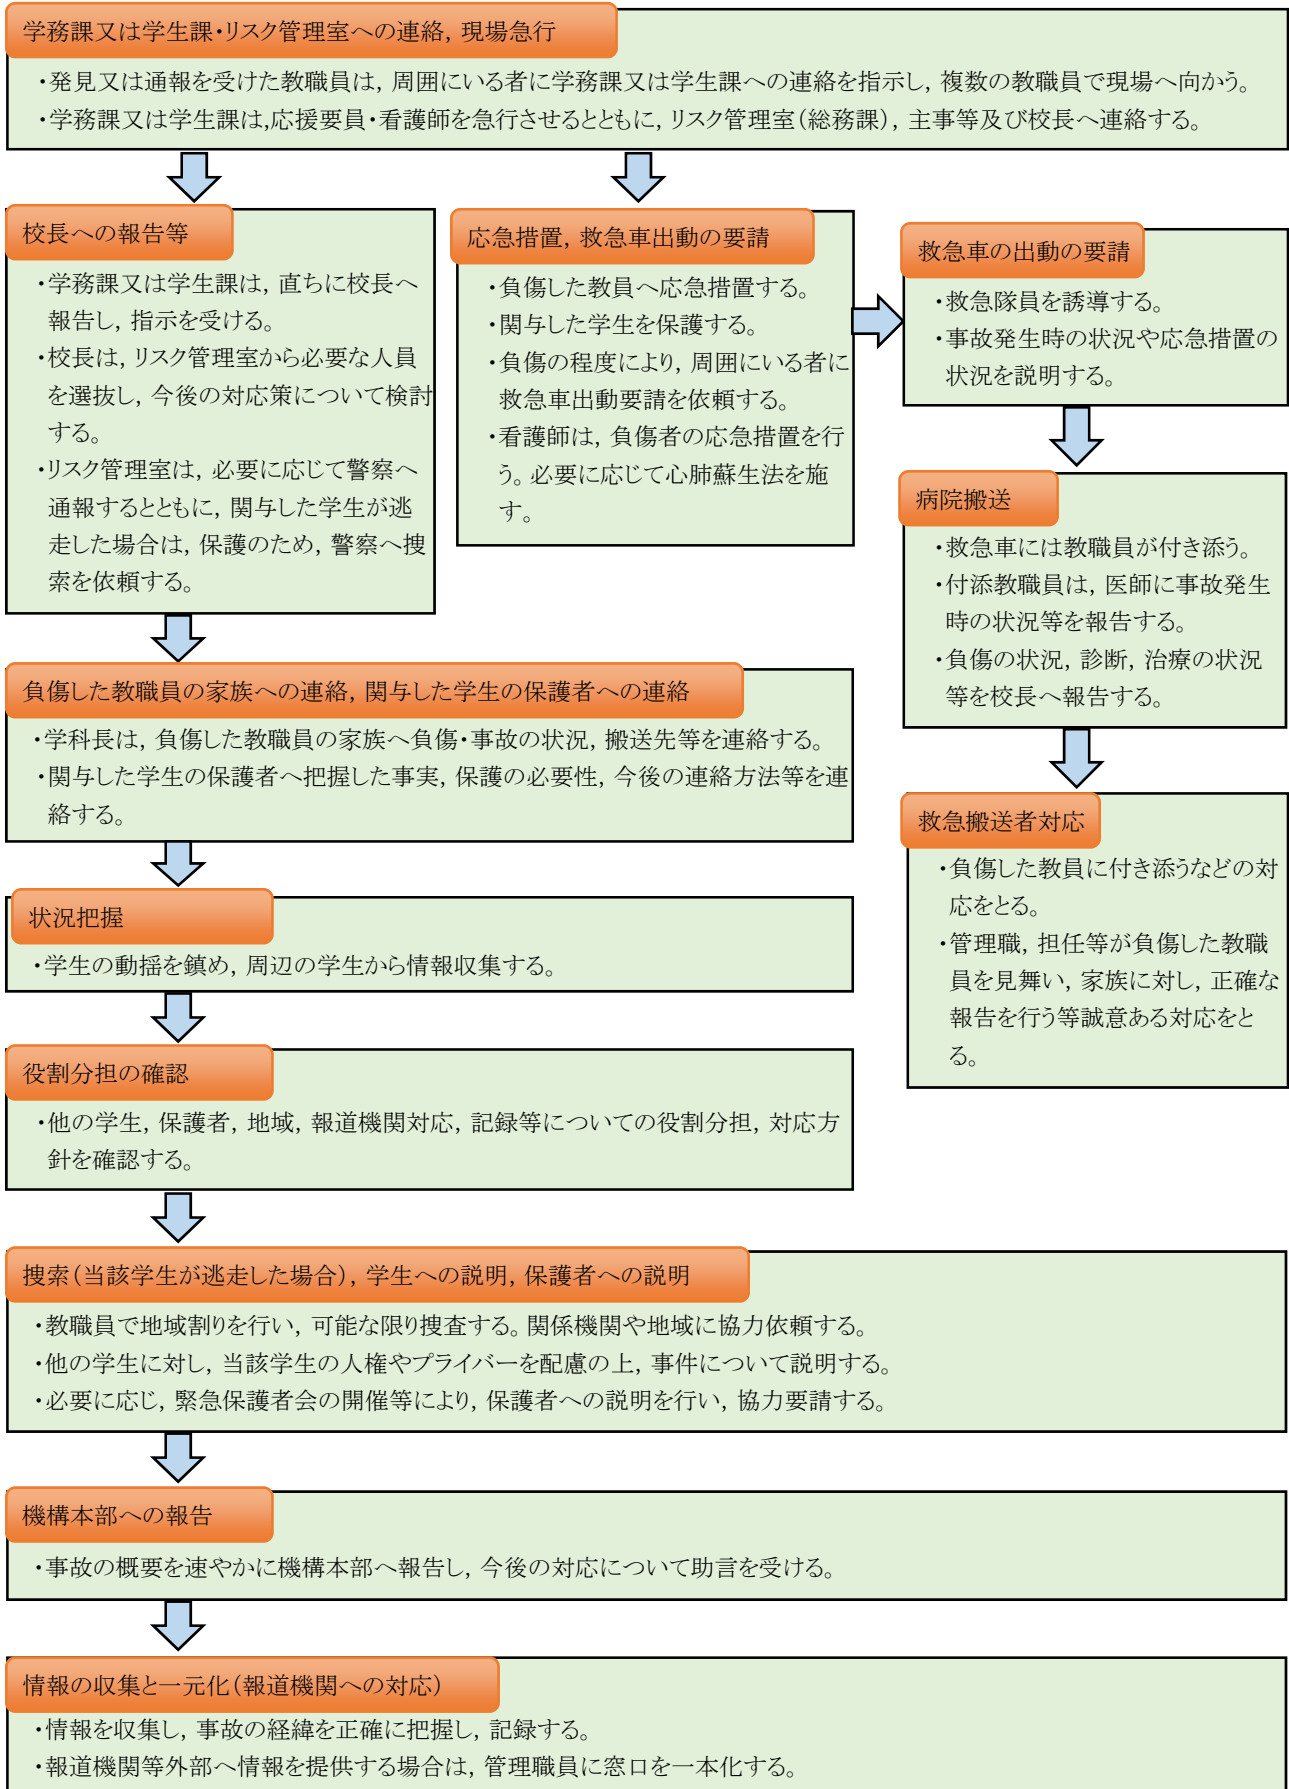 学務課又は学生課・リスク管理室への連絡，現場急行
・発見又は通報を受けた教職員は，周囲にいる者に学務課又は学生課への連絡を指示し，複数の教職員で現場へ向かう。
・学務課又は学生課は,応援要員・看護師を急行させるとともに，リスク管理室（総務課），主事等及び校長へ連絡する。
校長への報告等
・学務課又は学生課は，直ちに校長へ
報告し，指示を受ける。
・校長は，リスク管理室から必要な人員
を選抜し，今後の対応策について検討
する。
・リスク管理室は，必要に応じて警察へ
通報するとともに，関与した学生が逃
走した場合は，保護のため，警察へ捜
索を依頼する。
応急措置，救急車出動の要請
・負傷した教員へ応急措置する。
・関与した学生を保護する。
・負傷の程度により，周囲にいる者に
救急車出動要請を依頼する。
・看護師は，負傷者の応急措置を行
う。必要に応じて心肺蘇生法を施
す。
救急車の出動の要請
・救急隊員を誘導する。
・事故発生時の状況や応急措置の
状況を説明する。
病院搬送
・救急車には教職員が付き添う。
・付添教職員は，医師に事故発生
時の状況等を報告する。
・負傷の状況，診断，治療の状況
等を校長へ報告する。
救急搬送者対応
・負傷した教員に付き添うなどの対
応をとる。
・管理職，担任等が負傷した教職
員を見舞い，家族に対し，正確な
報告を行う等誠意ある対応をと
る。
負傷した教職員の家族への連絡，関与した学生の保護者への連絡
・学科長は，負傷した教職員の家族へ負傷・事故の状況，搬送先等を連絡する。
・関与した学生の保護者へ把握した事実，保護の必要性，今後の連絡方法等を連
絡する。
状況把握
・学生の動揺を鎮め，周辺の学生から情報収集する。
役割分担の確認
・他の学生，保護者，地域，報道機関対応，記録等についての役割分担，対応方
針を確認する。
捜索（当該学生が逃走した場合），学生への説明，保護者への説明
・教職員で地域割りを行い，可能な限り捜査する。関係機関や地域に協力依頼する。
・他の学生に対し，当該学生の人権やプライバーを配慮の上，事件について説明する。
・必要に応じ，緊急保護者会の開催等により，保護者への説明を行い，協力要請する。
機構本部への報告
・事故の概要を速やかに機構本部へ報告し，今後の対応について助言を受ける。
情報の収集と一元化（報道機関への対応）
・情報を収集し，事故の経緯を正確に把握し，記録する。
・報道機関等外部へ情報を提供する場合は，管理職員に窓口を一本化する。